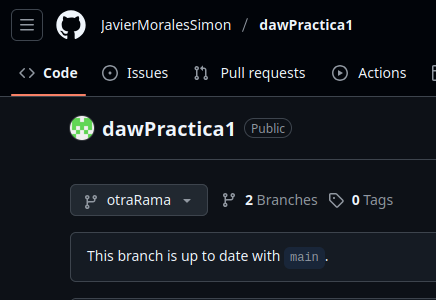 JavierMoralesSimon / dawPractica1
Code Issues Pull requests Actions
dawPractica1 Public
otraRama 2 Branches 0 Tags
This branch is up to date with main.